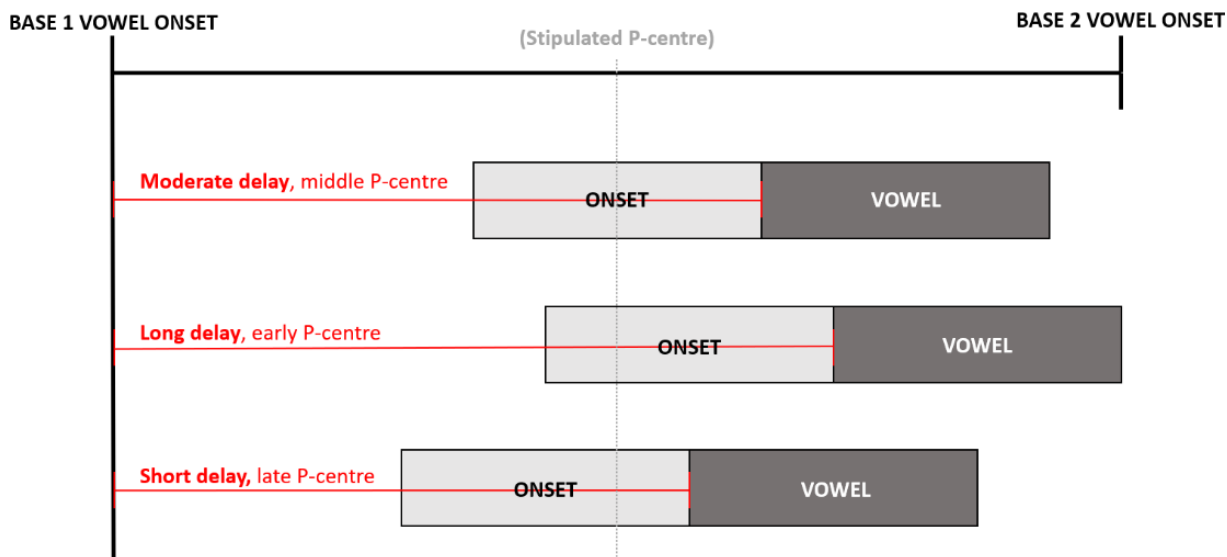 BASE 1 VOWEL ONSET
(Stipulated P-centre)
BASE 2 VOWEL ONSET
Moderate delay, middle P-centre
ONSET
VOWEL
Long delay, early P-centre
ONSET
VOWEL
Short delay, late P-centre
ONSET
VOWEL